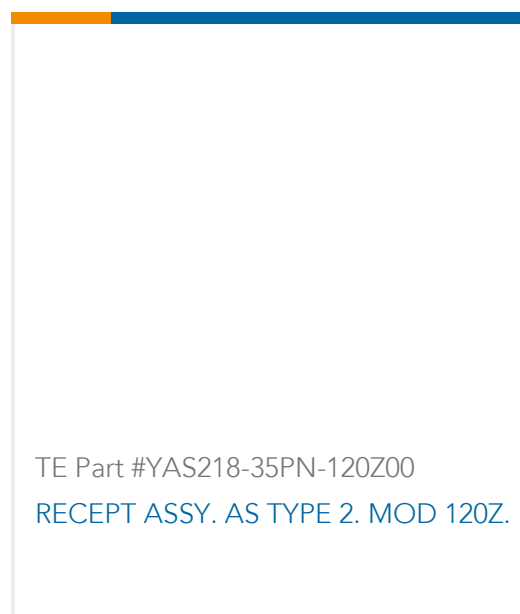 TE Part #YAS218-35PN-120Z00
RECEPT ASSY. AS TYPE 2. MOD 120Z.